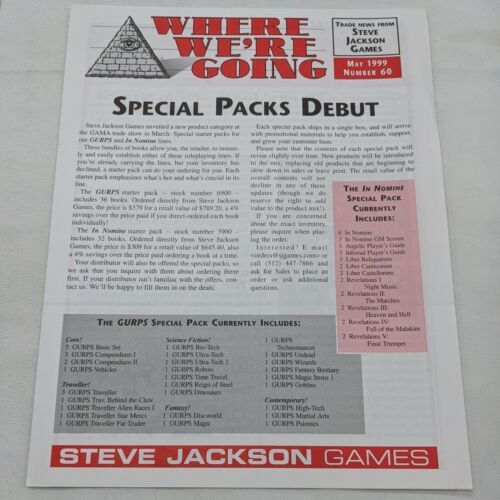 WHERE
WE'RE
GOING
TRADE NEWS FROM
STEVE
JACKSON
GAMES
MAY 1999
NUMBER 60
SPECIAL PACKS DEBUT
Steve Jackson Games unveiled a new product category at
the GAMA trade show in March: Special starter packs for
our GURPS and In Nomine lines.
These bundles of books allow you, the retailer, to instant-
ly and easily establish either of these roleplaying lines. If
you're already carrying the lines, but your inventory has
declined, a starter pack can do your ordering for you. Each
starter pack emphasizes what's hot and what's crucial in its
line.
The GURPS starter pack – stock number 6900 –
includes 36 books. Ordered directly from Steve Jackson
Games, the price is $379 for a retail value of $789.20, a 4%
savings over the price paid if you direct-ordered each book
individually!
The In Nomine starter pack – stock number 3900 –
includes 32 books. Ordered directly from Steve Jackson
Games, the price is $309 for a retail value of $645.40, also
a 4% savings over the price paid ordering a book at a time.
Your distributor will also be offering the special packs, so
we ask that you inquire with them about ordering these
first. If your distributor isn't familiar with the offers, con-
tact us. We'll be happy to fill them in on the deals.
Each special pack ships in a single box, and will arrive
with promotional materials to help you establish, support,
and grow your customer base.
Please note that the contents of each special pack will
revise slightly over time. New products will be introduced
to the mix, replacing old products that are beginning to
slow down in sales or leave print. The retail value of the
overall contents will not
decline in any of these
updates (though we do
reserve the right to add
value to the product mix!).
If you are concerned
about the exact inventory,
please inquire when plac-
ing the order.
Interested? E-mail
<orders@sjgames.com> or
call (512) 447-7866 and
ask for Sales to place an
order or ask additional
questions.
THE IN NOMINE
SPECIAL PACK
CURRENTLY
INCLUDES:
6 In Nomine
3 In Nomine GM Screen
3 Angelic Player's Guide
3 Infernal Player's Guide
3 Liber Reliquarum
2 Liber Canticorum
2 Liber Castellorum
2 Revelations I:
Night Music
2 Revelations II:
The Marches
2 Revelations III:
Heaven and Hell
2 Revelations IV:
Fall of the Malakim
2 Revelations V:
Final Trumpet
THE GURPS SPECIAL PACK CURRENTLY INCLUDES:
Core!
5 GURPS Basic Set
3 GURPS Compendium I
2 GURPS Compendium II
1 GURPS Vehicles
Traveller!
3 GURPS Traveller
1 GURPS Trav. Behind the Claw
1 GURPS Traveller Alien Races I
1 GURPS Traveller Star Mercs
1 GURPS Traveller Far Trader
Science Fiction!
1 GURPS Bio-Tech
1 GURPS Ultra-Tech
1 GURPS Ultra-Tech 2
1 GURPS Robots
1 GURPS Time Travel
1 GURPS Reign of Steel
1 GURPS Dinosaurs
Fantasy!
1 GURPS Discworld
1 GURPS Magic
1 GURPS
Technomancer
1 GURPS Undead
1 GURPS Wizards
1 GURPS Fantasy Bestiary
1 GURPS Magic Items 1
1 GURPS Goblins
Contemporary!
1 GURPS High-Tech
1 GURPS Martial Arts
1 GURPS Psionics
STEVE JACKSON GAMES